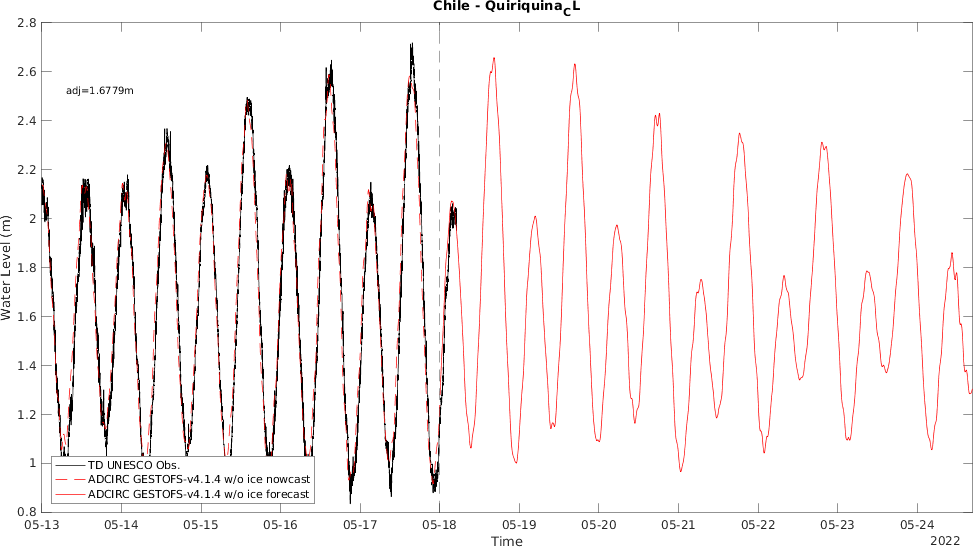 Chile - Quiriquina_CL
2.8
2.6
2.4
2.2
2
1.8
1.6
1.4
1.2
1
0.8
Water Level (m)
adj=1.6779m
TD UNESCO Obs.
ADCIRC GESTOFS-v4.1.4 w/o ice nowcast
ADCIRC GESTOFS-v4.1.4 w/o ice forecast
05-13 05-14 05-15 05-16 05-17 05-18 05-19 05-20 05-21 05-22 05-23 05-24
Time
2022